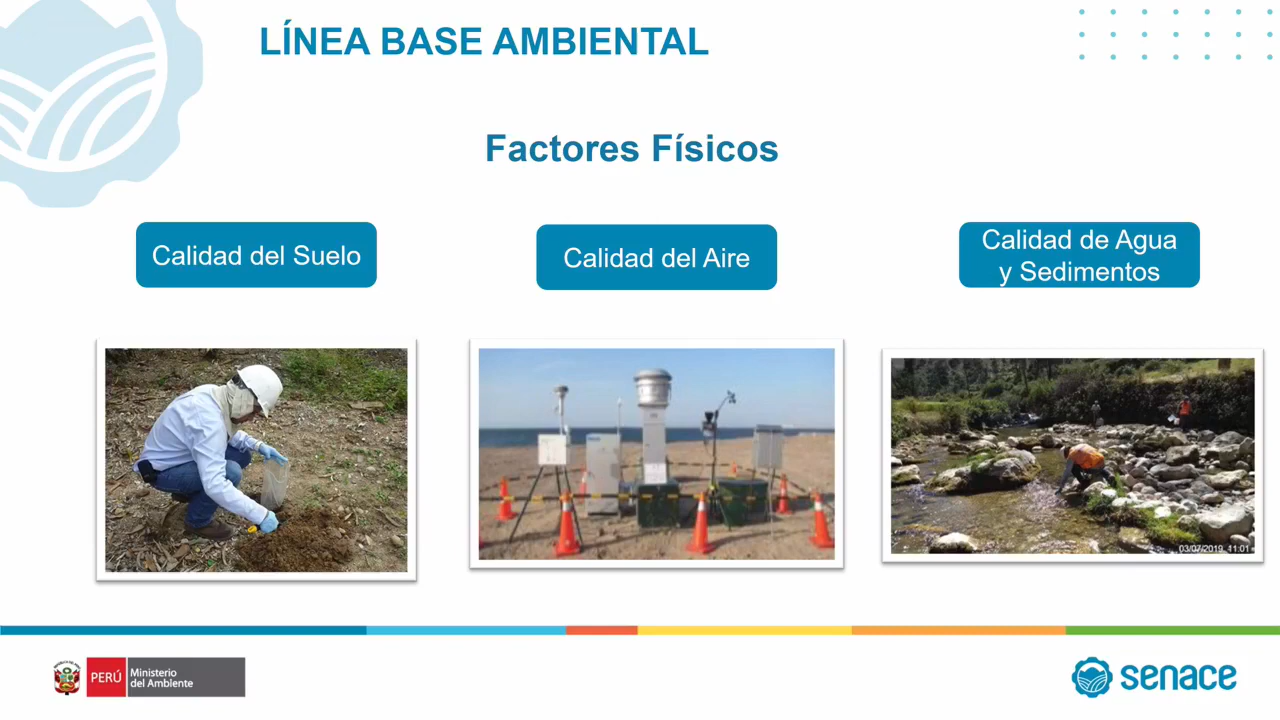 LÍNEA BASE AMBIENTAL
Factores Físicos
Calidad del Suelo
Calidad del Aire
Calidad de Agua
y Sedimentos
03/07/2019 11:01
PERÚ
Ministerio
del Ambiente
senace